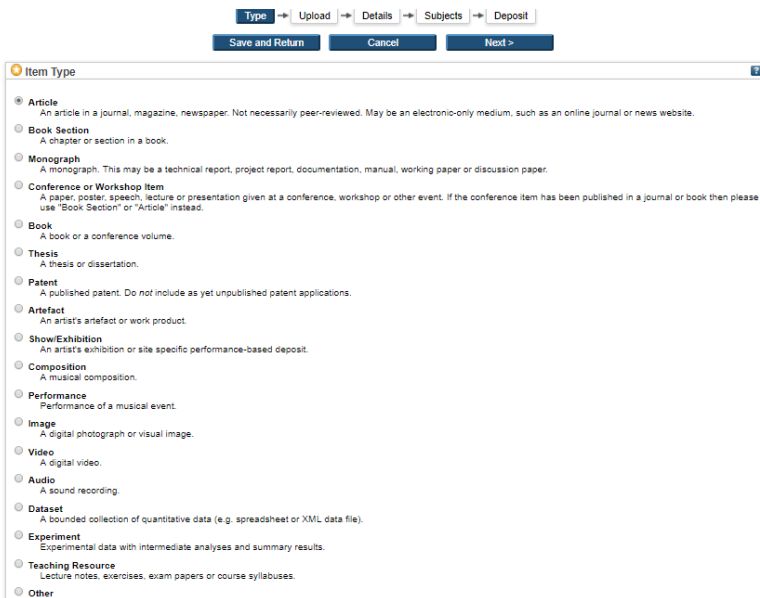 Type → Upload → Details → Subjects → Deposit
Save and Return Cancel Next >
Item Type ?
Article
An article in a journal, magazine, newspaper. Not necessarily peer-reviewed. May be an electronic-only medium, such as an online journal or news website.
Book Section
A chapter or section in a book.
Monograph
A monograph. This may be a technical report, project report, documentation, manual, working paper or discussion paper.
Conference or Workshop Item
A paper, poster, speech, lecture or presentation given at a conference, workshop or other event. If the conference item has been published in a journal or book then please
use "Book Section" or "Article" instead.
Book
A book or a conference volume.
Thesis
A thesis or dissertation.
Patent
A published patent. Do not include as yet unpublished patent applications.
Artefact
An artist's artefact or work product.
Show/Exhibition
An artist's exhibition or site specific performance-based deposit.
Composition
A musical composition.
Performance
Performance of a musical event.
Image
A digital photograph or visual image.
Video
A digital video.
Audio
A sound recording.
Dataset
A bounded collection of quantitative data (e.g. spreadsheet or XML data file).
Experiment
Experimental data with intermediate analyses and summary results.
Teaching Resource
Lecture notes, exercises, exam papers or course syllabuses.
Other